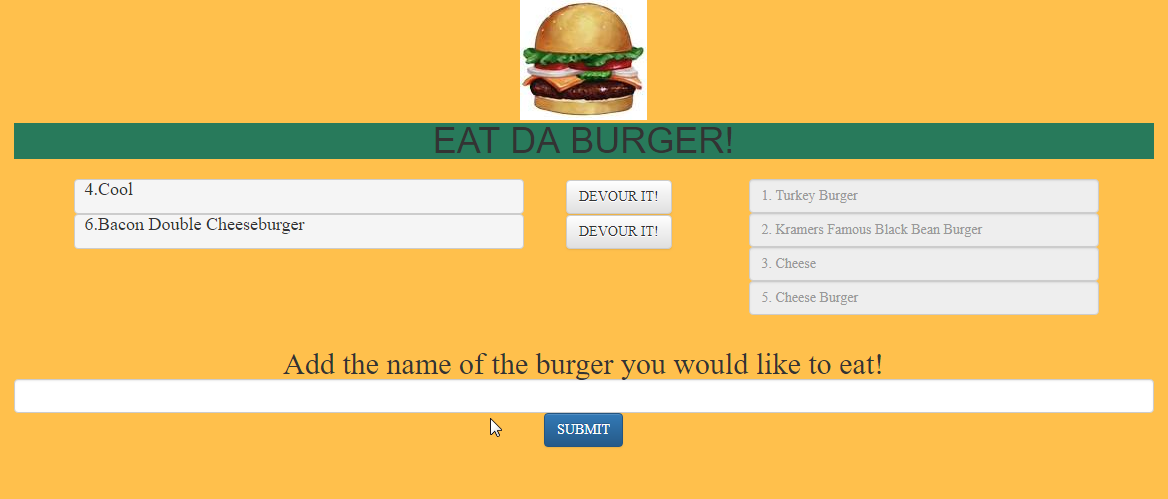 EAT DA BURGER!
4.Cool
DEVOUR IT!
6.Bacon Double Cheeseburger
DEVOUR IT!
1. Turkey Burger
2. Kramers Famous Black Bean Burger
3. Cheese
5. Cheese Burger
Add the name of the burger you would like to eat!
SUBMIT